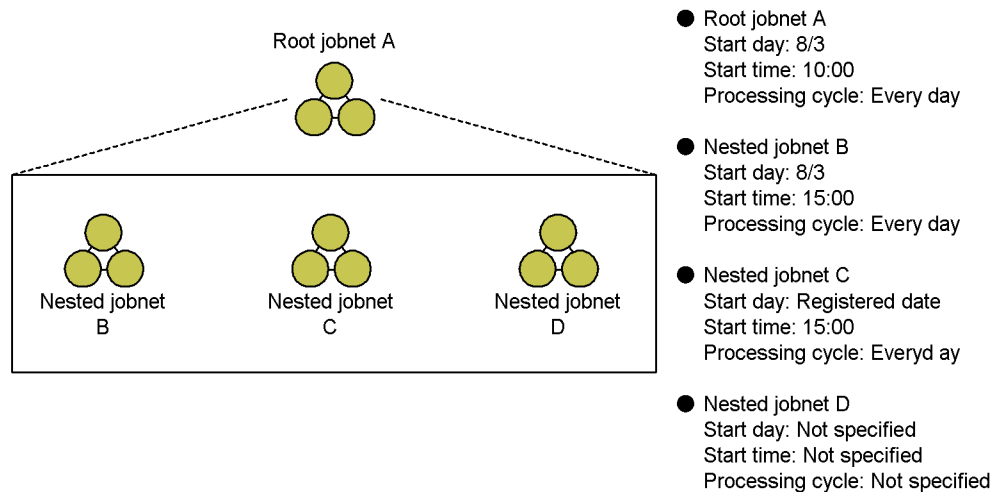 Root jobnet A
Nested jobnet
B
Nested jobnet
C
Nested jobnet
D
Root jobnet A
Start day: 8/3
Start time: 10:00
Processing cycle: Every day
Nested jobnet B
Start day: 8/3
Start time: 15:00
Processing cycle: Every day
Nested jobnet C
Start day: Registered date
Start time: 15:00
Processing cycle: Everyd ay
Nested jobnet D
Start day: Not specified
Start time: Not specified
Processing cycle: Not specified